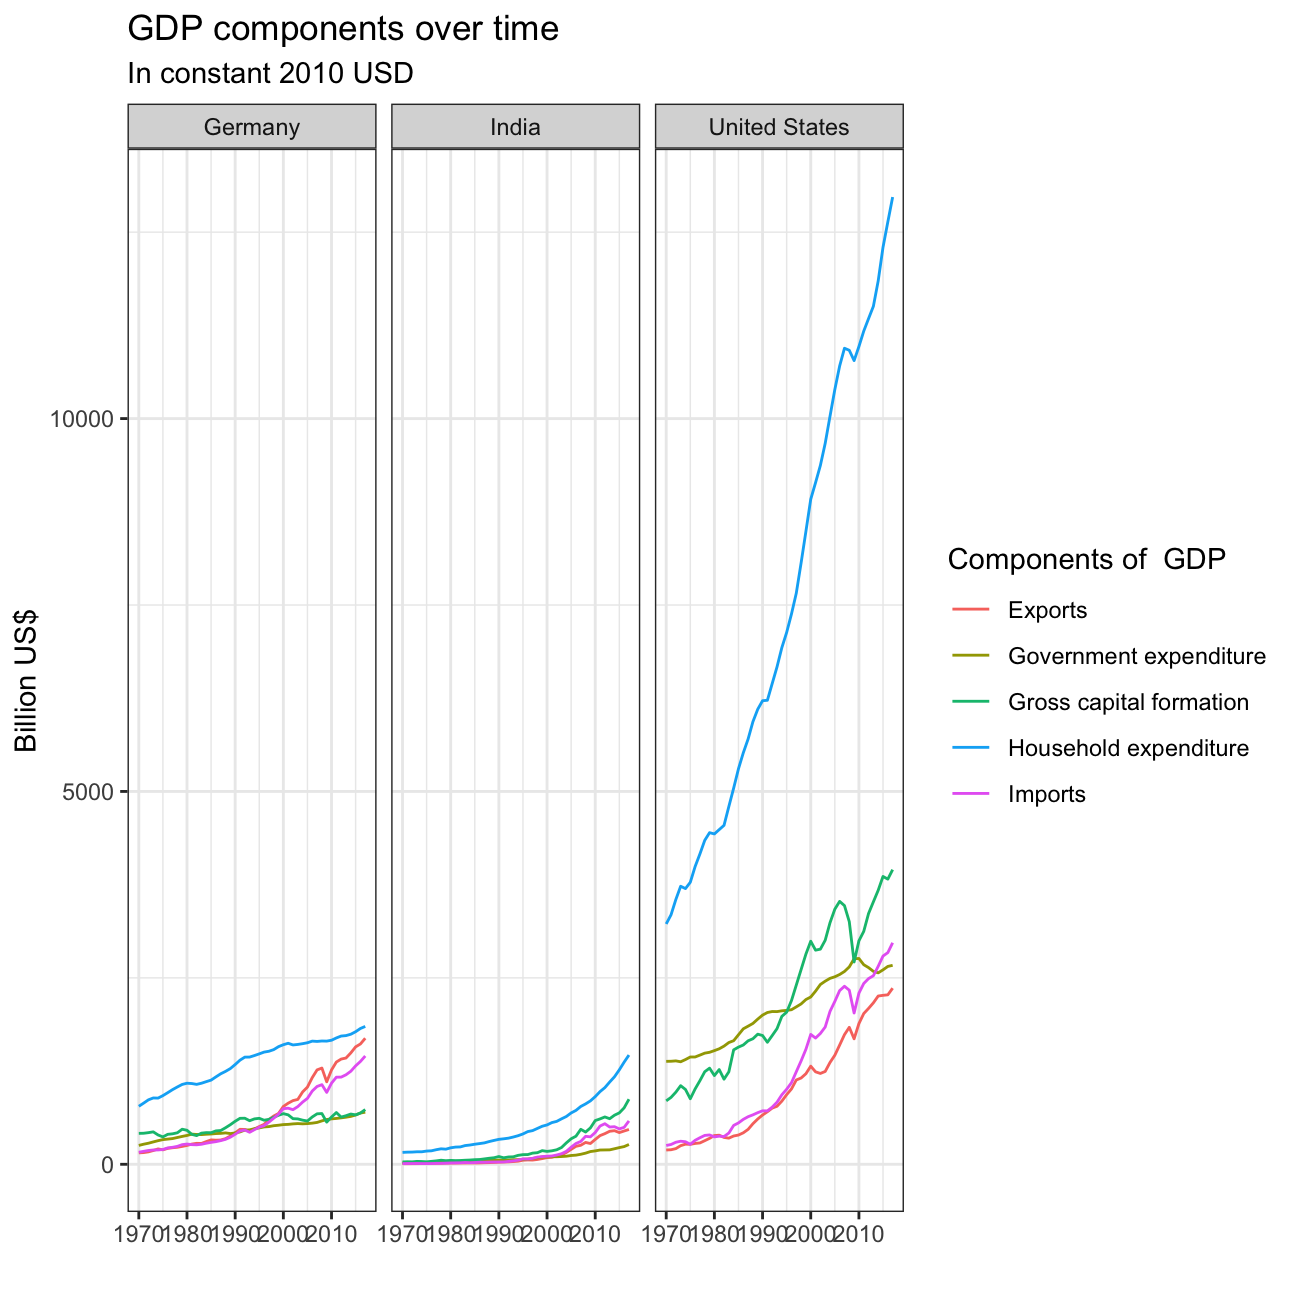 GDP components over time
In constant 2010 USD
Germany
India
United States
10000
5000
0
Billion US$
1970 1980 1990 2000 2010
1970 1980 1990 2000 2010
1970 1980 1990 2000 2010
Components of  GDP
Exports
Government expenditure
Gross capital formation
Household expenditure
Imports